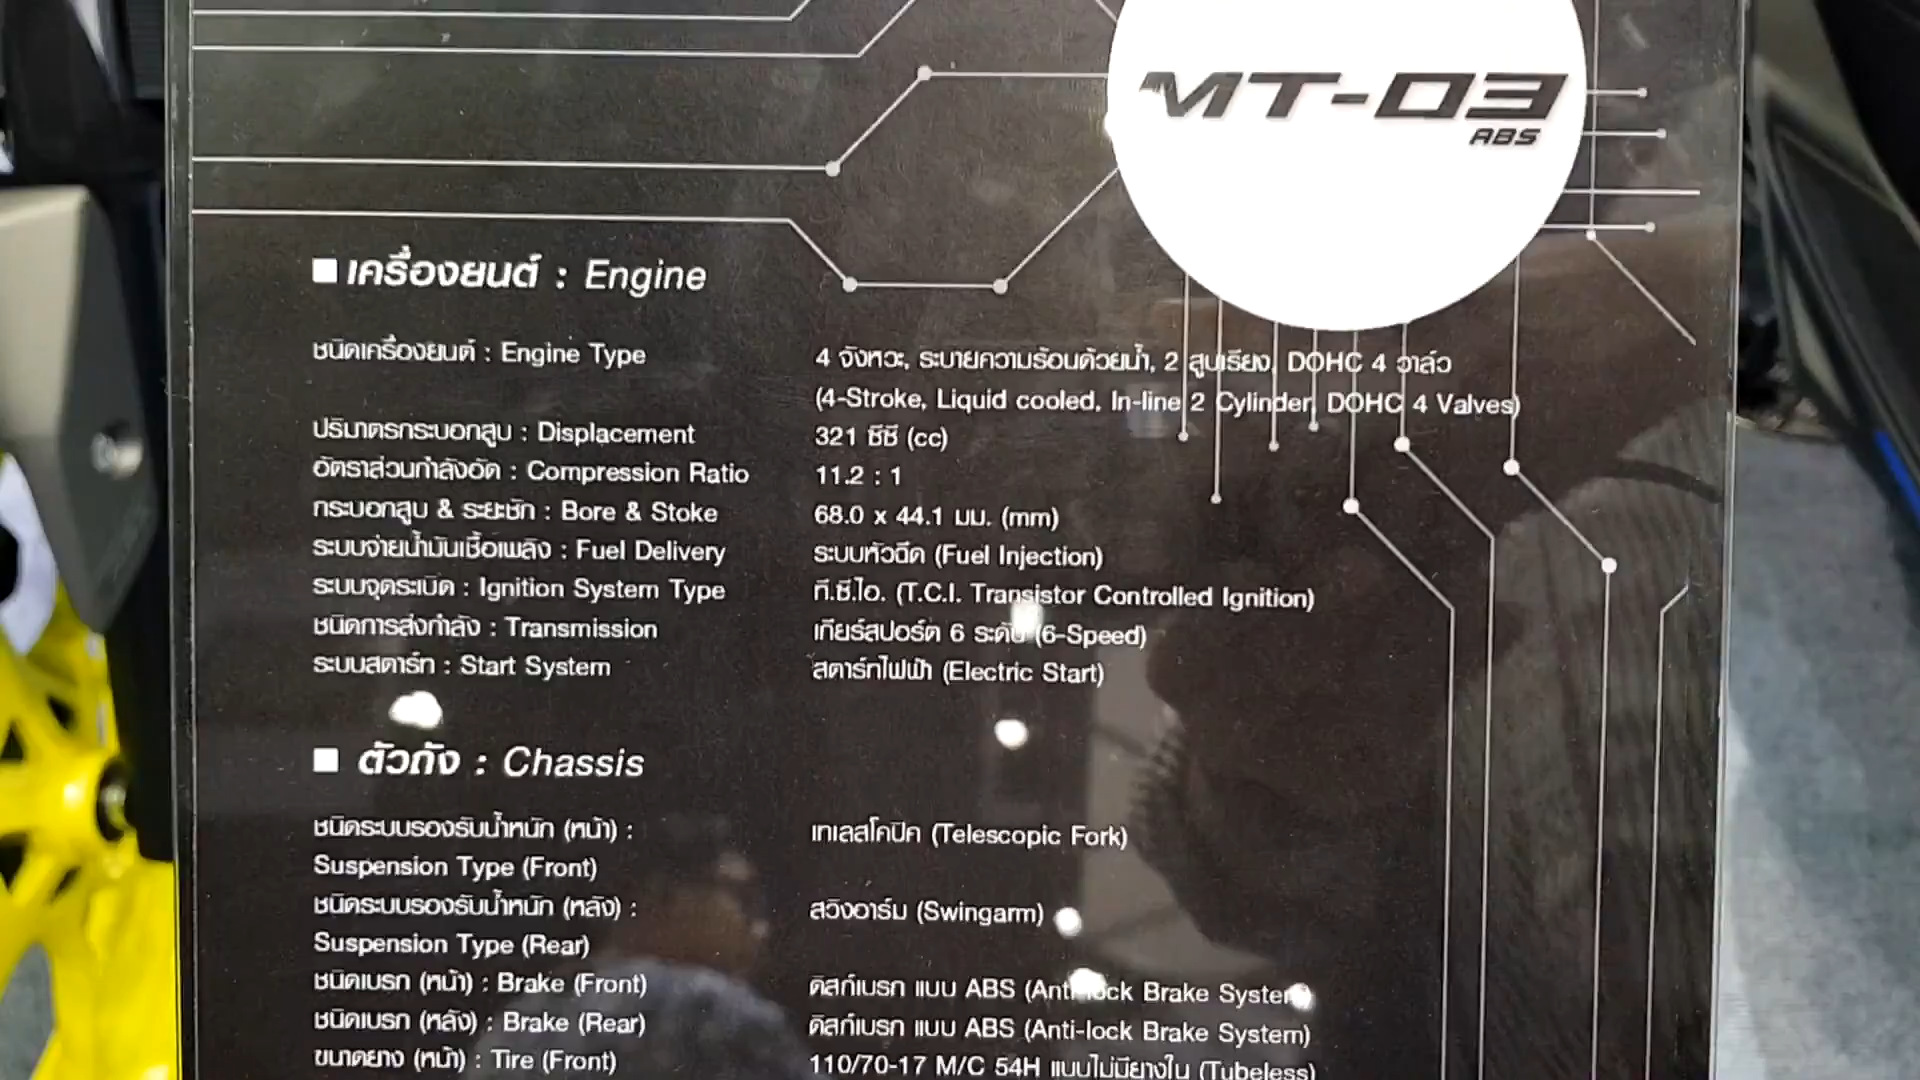 MT-03
ABS
เครื่องยนต์ : Engine
ชนิดเครื่องยนต์ : Engine Type 4 จังหวะ, ระบายความร้อนด้วยน้ำ, 2 สูบเรียง, DOHC 4 วาล์ว
(4-Stroke, Liquid cooled, In-line 2 Cylinder, DOHC 4 Valves)
ปริมาตรกระบอกสูบ : Displacement 321 ซีซี (cc)
อัตราส่วนกำลังอัด : Compression Ratio 11.2 : 1
กระบอกสูบ & ระยะชัก : Bore & Stoke 68.0 x 44.1 มม. (mm)
ระบบจ่ายน้ำมันเชื้อเพลิง : Fuel Delivery ระบบหัวฉีด (Fuel Injection)
ระบบจุดระเบิด : Ignition System Type ที.ซี.ไอ. (T.C.I. Transistor Controlled Ignition)
ชนิดการส่งกำลัง : Transmission เกียร์สปอร์ต 6 ระดับ (6-Speed)
ระบบสตาร์ท : Start System สตาร์ทไฟฟ้า (Electric Start)
ตัวถัง : Chassis
ชนิดระบบรองรับน้ำหนัก (หน้า) : เทเลสโคปิค (Telescopic Fork)
Suspension Type (Front)
ชนิดระบบรองรับน้ำหนัก (หลัง) : สวิงอาร์ม (Swingarm)
Suspension Type (Rear)
ชนิดเบรก (หน้า) : Brake (Front) ดิสก์เบรก แบบ ABS (Anti-lock Brake System)
ชนิดเบรก (หลัง) : Brake (Rear) ดิสก์เบรก แบบ ABS (Anti-lock Brake System)
ขนาดยาง (หน้า) : Tire (Front) 110/70-17 M/C 54H แบบไม่มียางใน (Tubeless)